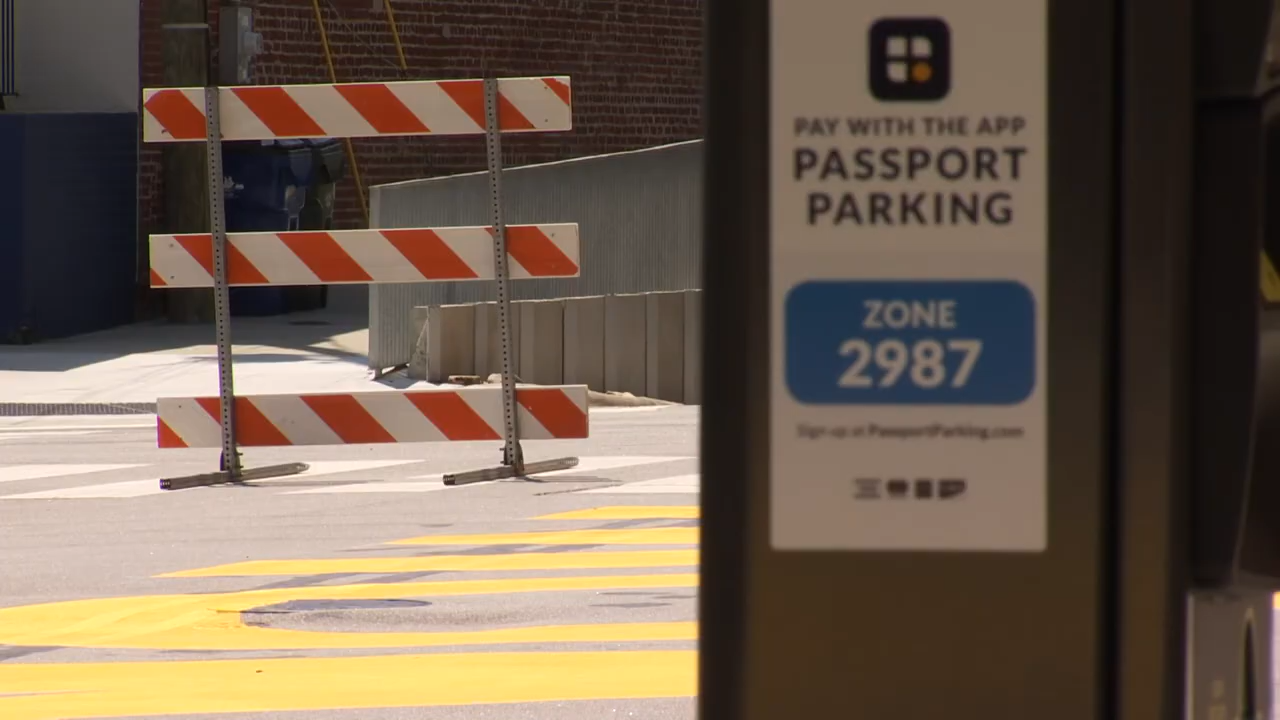 PAY WITH THE APP
PASSPORT
PARKING
ZONE
2987
Sign up at PassportParking.com